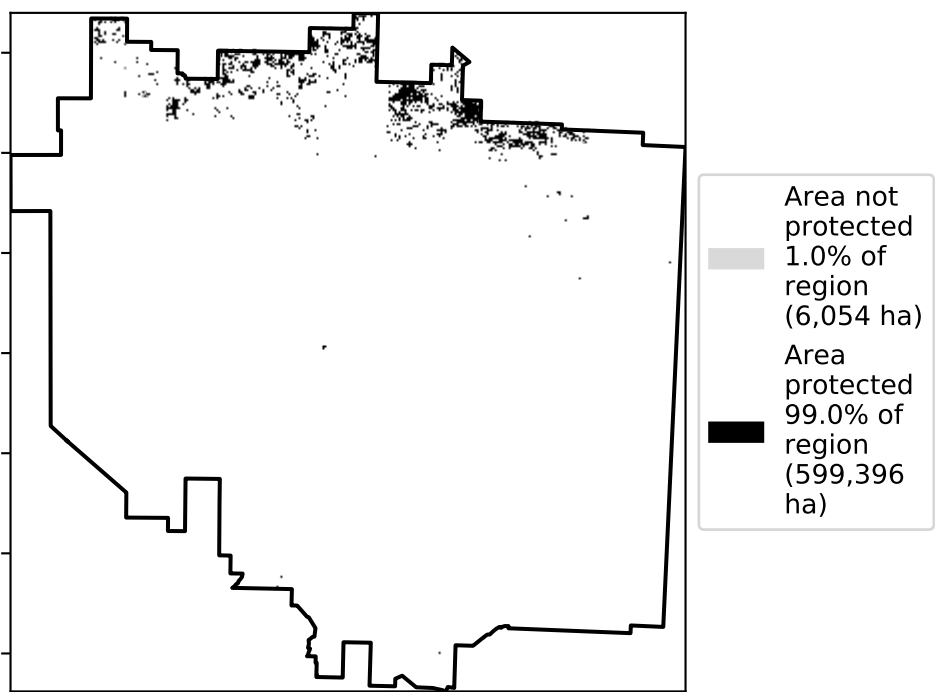 Area not
protected
1.0% of
region
(6,054 ha)
Area
protected
99.0% of
region
(599,396
ha)